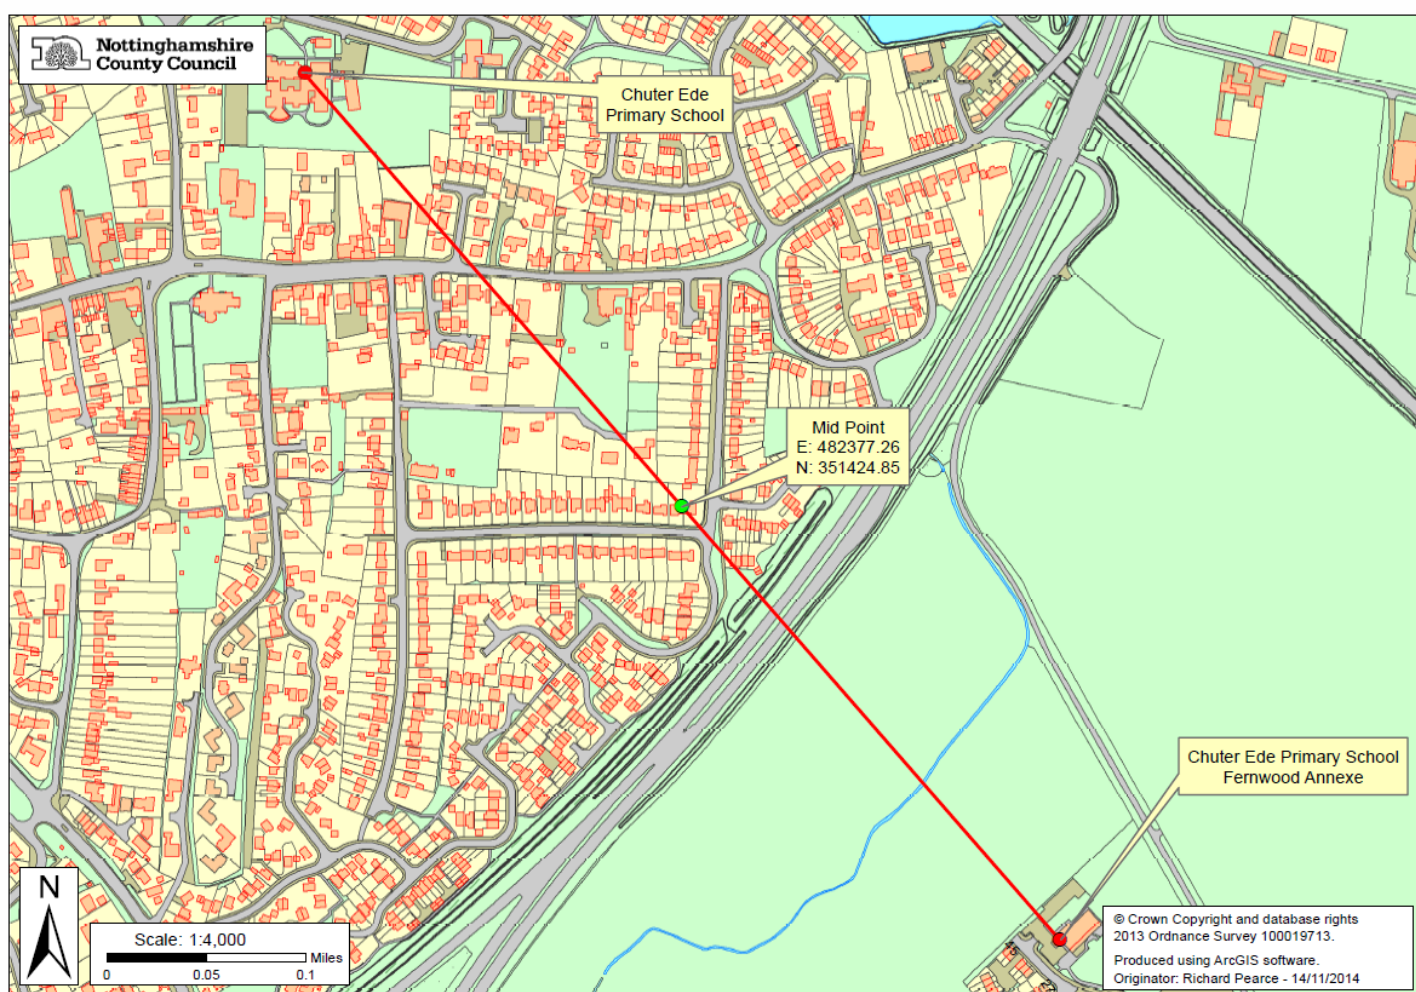 Nottinghamshire
County Council
Chuter Ede
Primary School
Mid Point
E: 482377.26
N: 351424.85
Chuter Ede Primary School
Fernwood Annexe
N
Scale: 1:4,000
Miles
0 0.05 0.1
45
© Crown Copyright and database rights
2013 Ordnance Survey 100019713.
Produced using ArcGIS software.
Originator: Richard Pearce - 14/11/2014